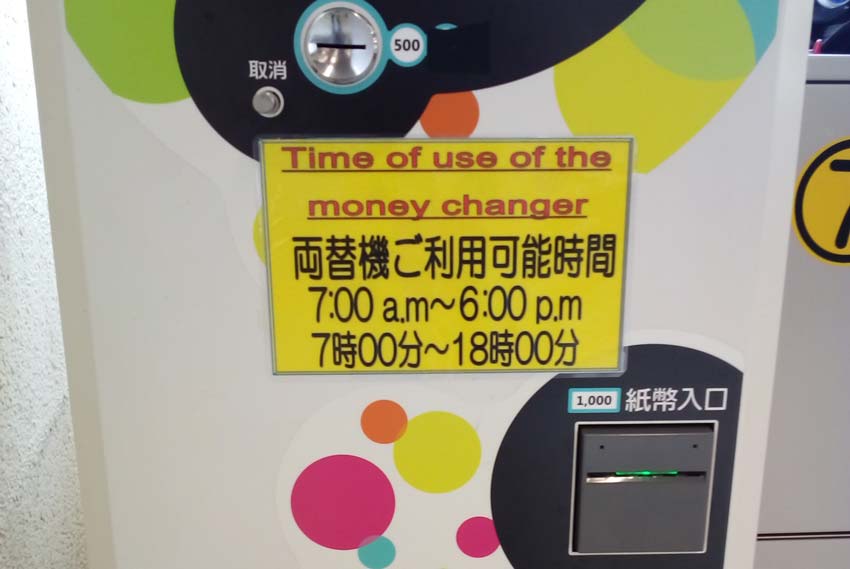 500
取消
Time of use of the
money changer
両替機ご利用可能時間
7:00 a.m～6:00 p.m
7時00分～18時00分
1,000 紙幣入口
7